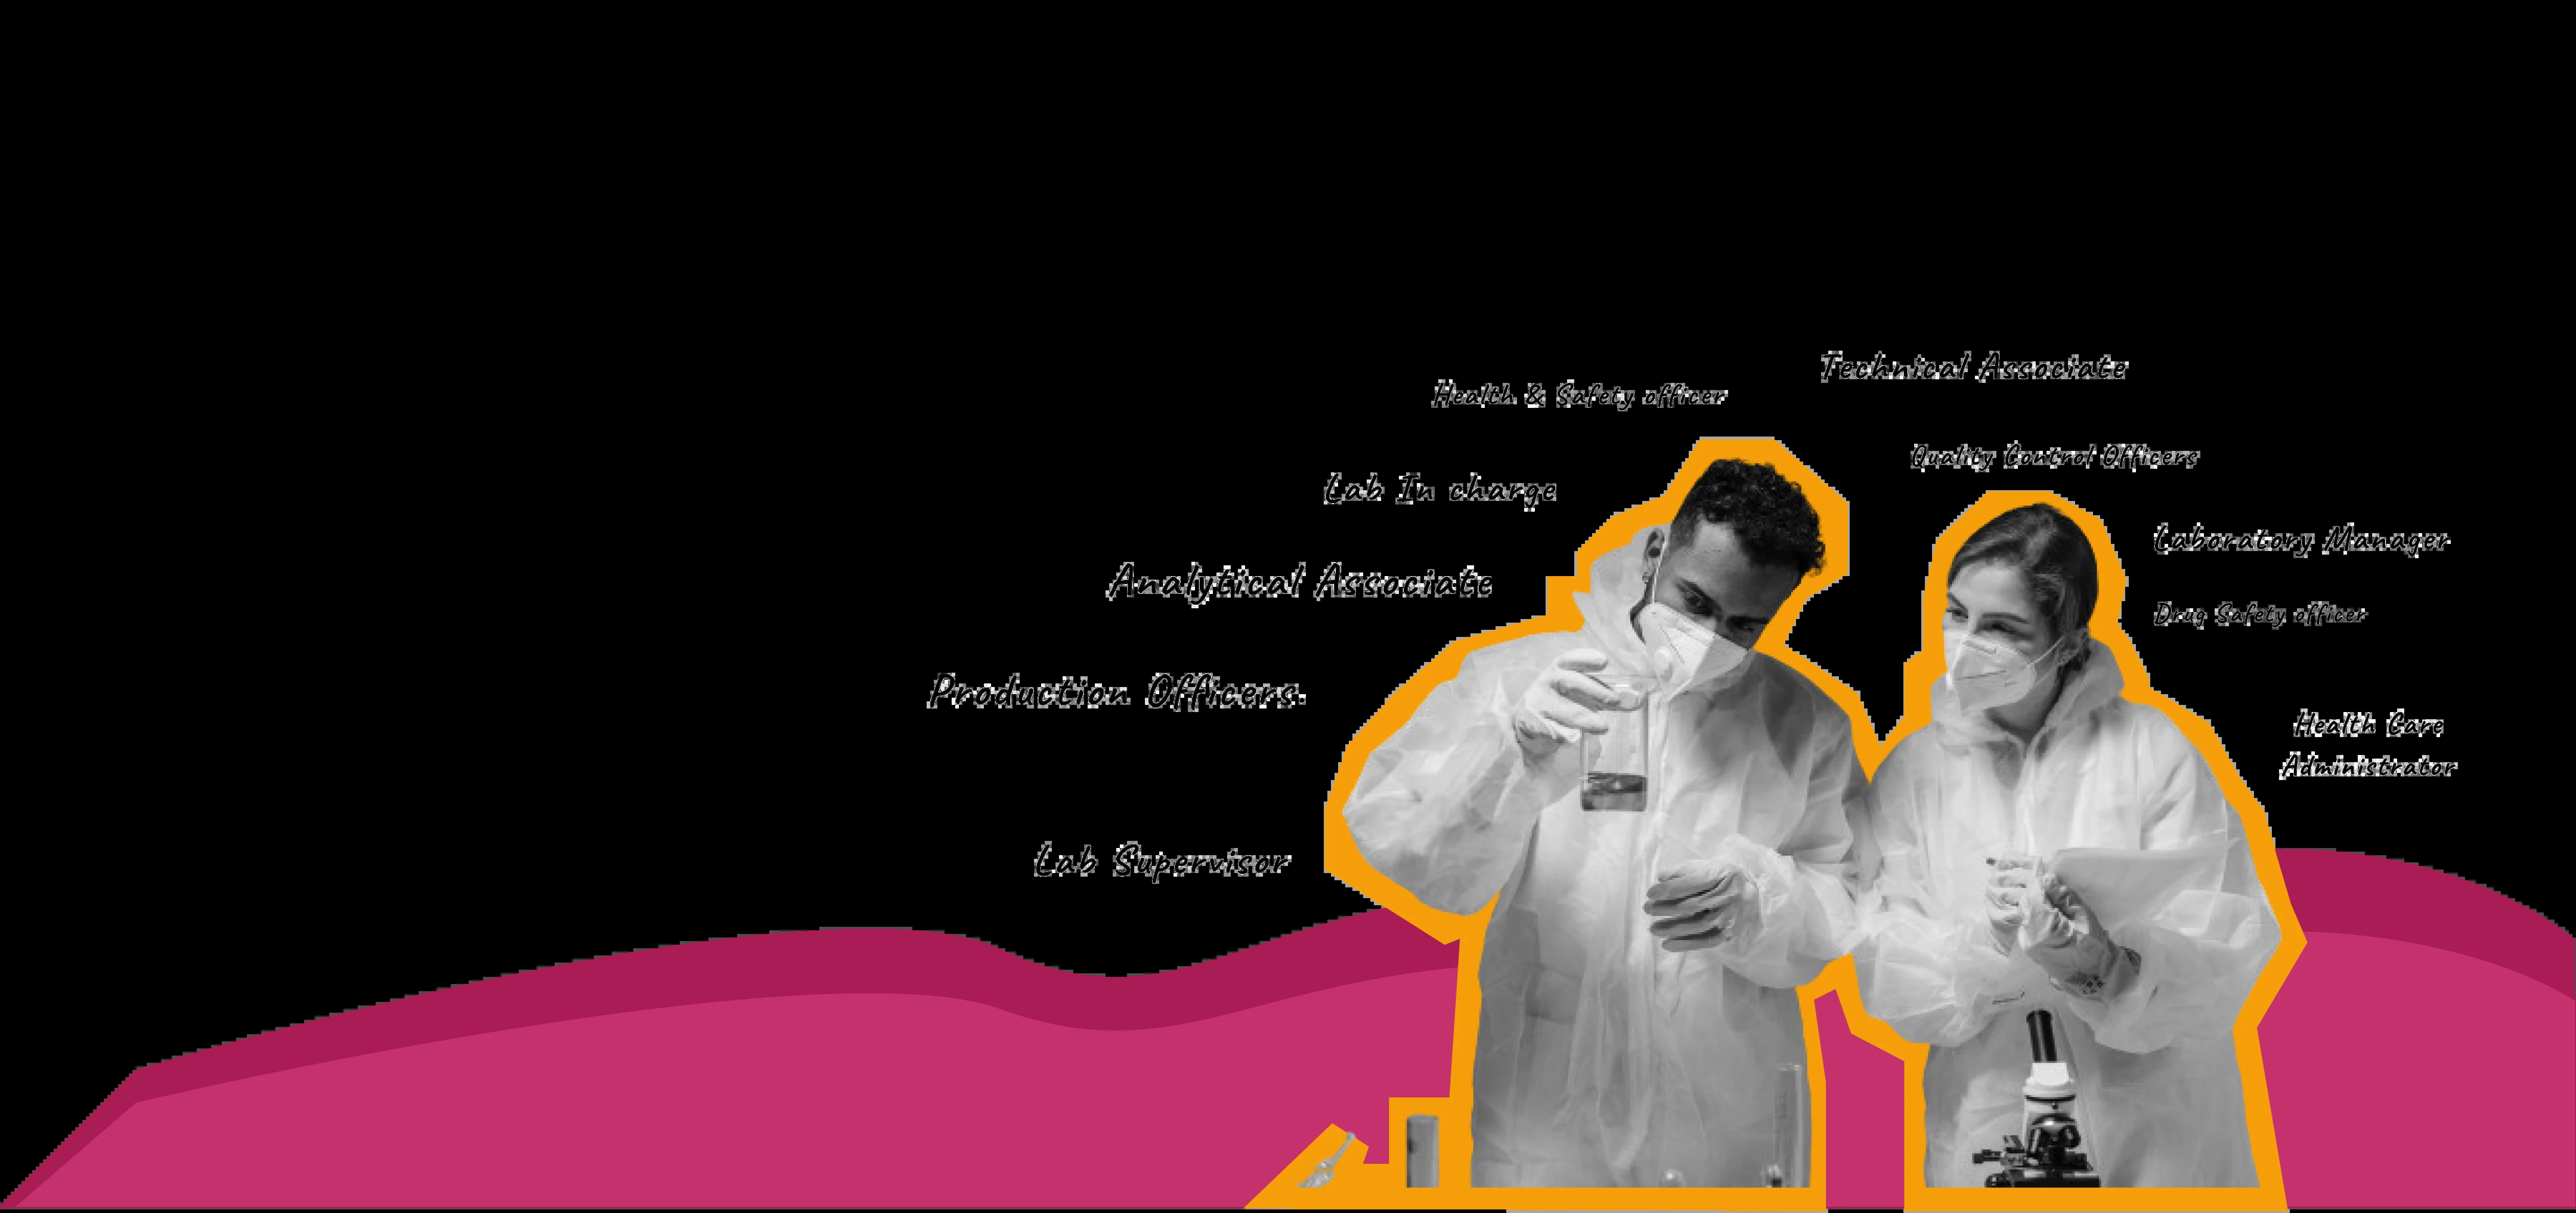 Technical Associate
Health & Safety officer
Quality Control Officers
Lab In charge
Laboratory Manager
Analytical Associate
Drug Safety officer
Production Officers.
Health Care
Administrator
Lab Supervisor